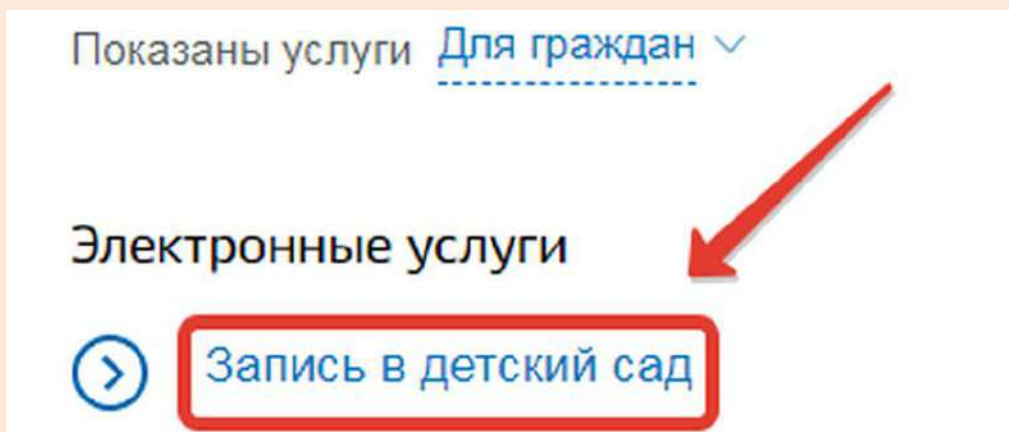 Показаны услуги Для граждан
Электронные услуги
Запись в детский сад